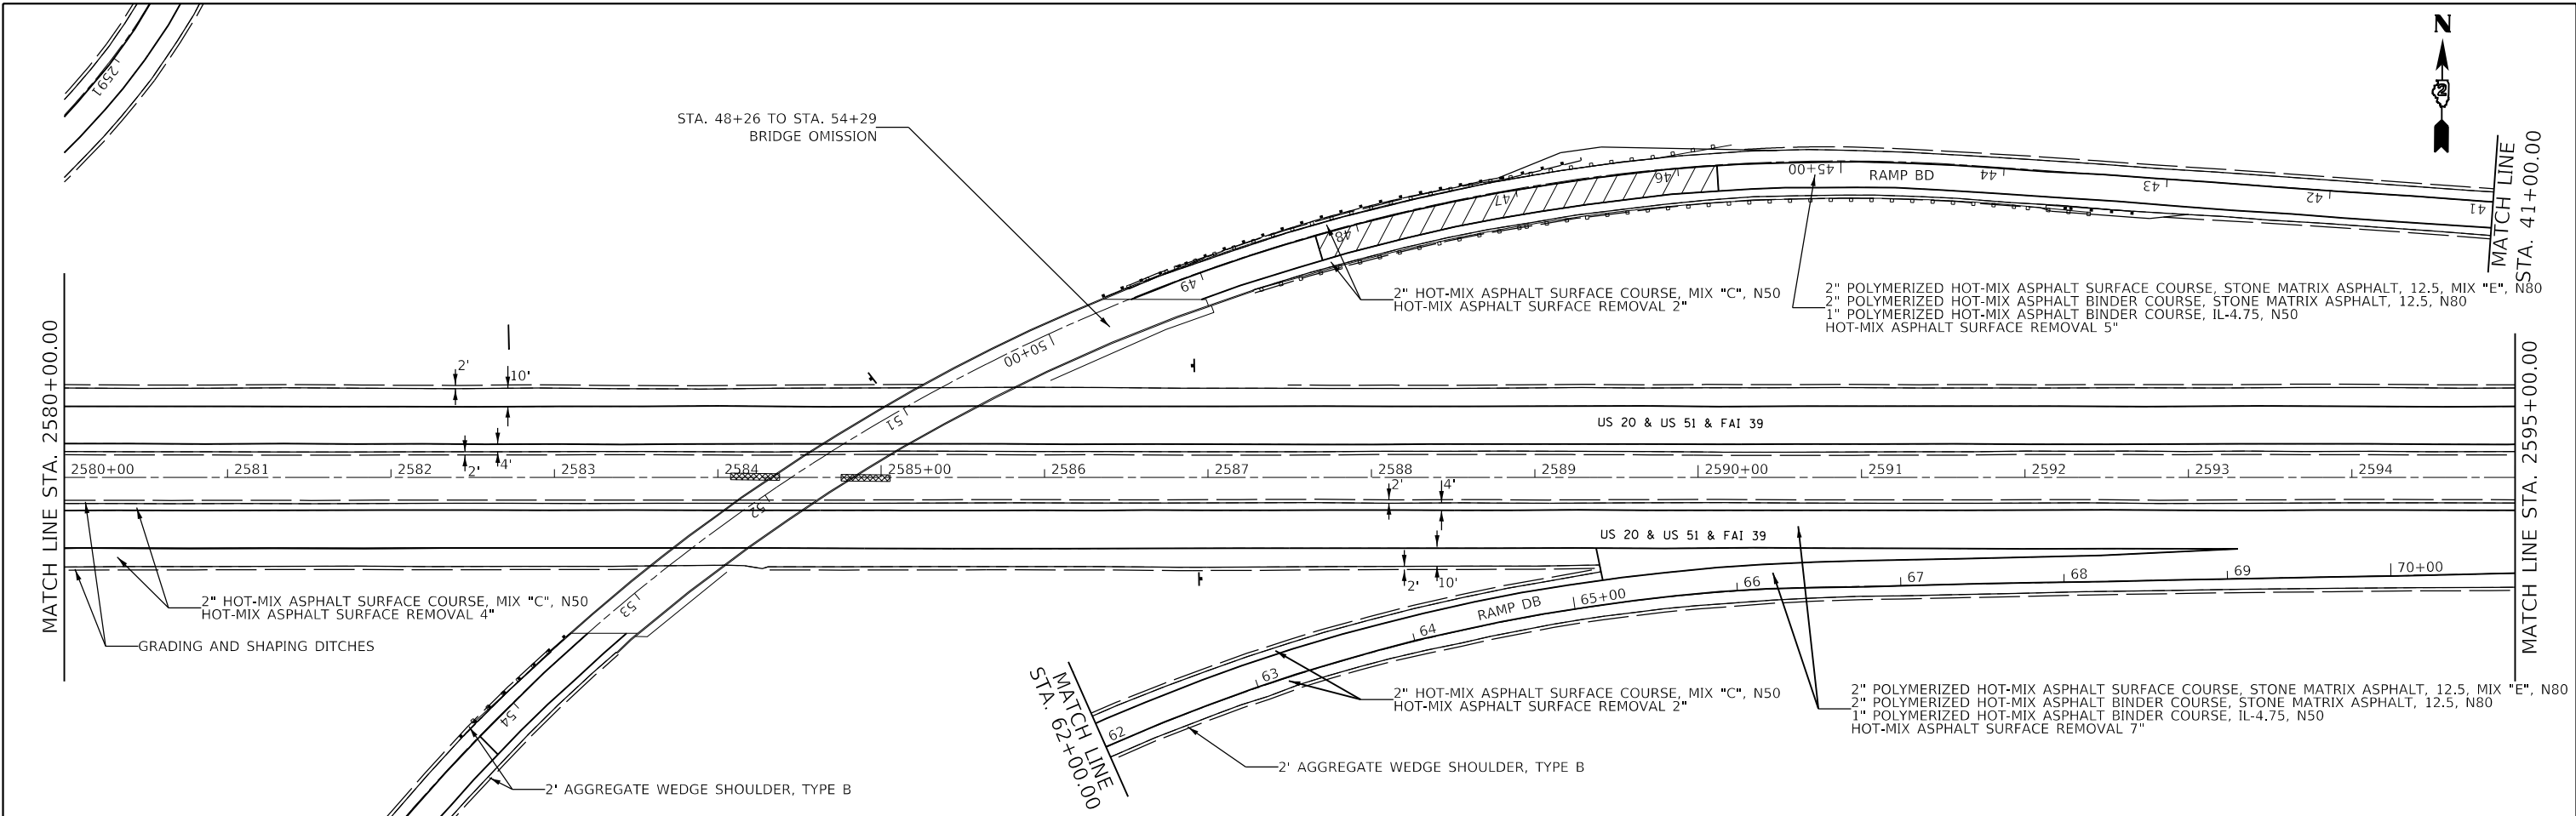 N
2
2591
STA. 48+26 TO STA. 54+29
BRIDGE OMISSION
MATCH LINE
STA. 41+00.00
41
42
43
44
RAMP BD
45+00
46
47
48
49
50+00
51
52
53
54
2" HOT-MIX ASPHALT SURFACE COURSE, MIX "C", N50
HOT-MIX ASPHALT SURFACE REMOVAL 2"
2" POLYMERIZED HOT-MIX ASPHALT SURFACE COURSE, STONE MATRIX ASPHALT, 12.5, MIX "E", N80
2" POLYMERIZED HOT-MIX ASPHALT BINDER COURSE, STONE MATRIX ASPHALT, 12.5, N80
1" POLYMERIZED HOT-MIX ASPHALT BINDER COURSE, IL-4.75, N50
HOT-MIX ASPHALT SURFACE REMOVAL 5"
MATCH LINE STA. 2580+00.00
MATCH LINE STA. 2595+00.00
2'
10'
US 20 & US 51 & FAI 39
2'
4'
2580+00
2581
2582
2583
2584
2585+00
2586
2587
2588
2589
2590+00
2591
2592
2593
2594
2'
4'
US 20 & US 51 & FAI 39
2'
10'
2" HOT-MIX ASPHALT SURFACE COURSE, MIX "C", N50
HOT-MIX ASPHALT SURFACE REMOVAL 4"
GRADING AND SHAPING DITCHES
62
63
64
RAMP DB
65+00
66
67
68
69
70+00
MATCH LINE
STA. 62+00.00
2" HOT-MIX ASPHALT SURFACE COURSE, MIX "C", N50
HOT-MIX ASPHALT SURFACE REMOVAL 2"
2" POLYMERIZED HOT-MIX ASPHALT SURFACE COURSE, STONE MATRIX ASPHALT, 12.5, MIX "E", N80
2" POLYMERIZED HOT-MIX ASPHALT BINDER COURSE, STONE MATRIX ASPHALT, 12.5, N80
1" POLYMERIZED HOT-MIX ASPHALT BINDER COURSE, IL-4.75, N50
HOT-MIX ASPHALT SURFACE REMOVAL 7"
2' AGGREGATE WEDGE SHOULDER, TYPE B
2' AGGREGATE WEDGE SHOULDER, TYPE B